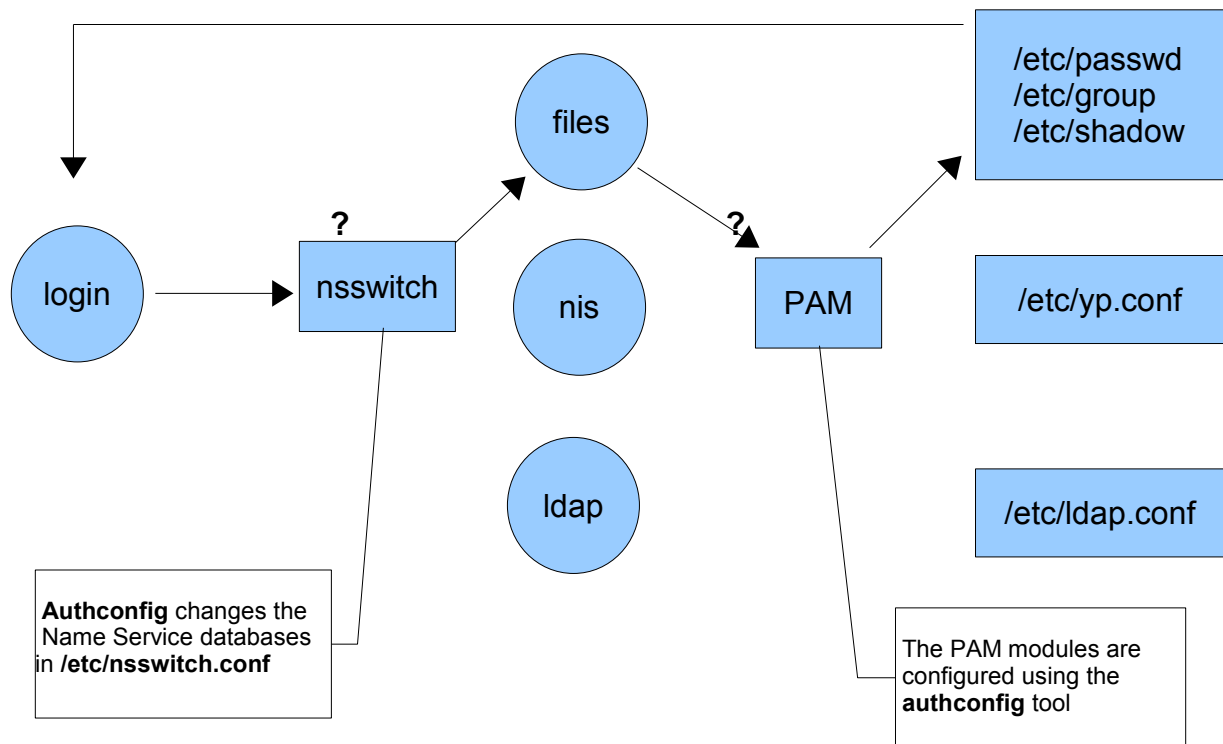 /etc/passwd
/etc/group
/etc/shadow
files
?
?
login
nsswitch
nis
PAM
/etc/yp.conf
ldap
/etc/ldap.conf
Authconfig changes the
Name Service databases
in /etc/nsswitch.conf
The PAM modules are
configured using the
authconfig tool